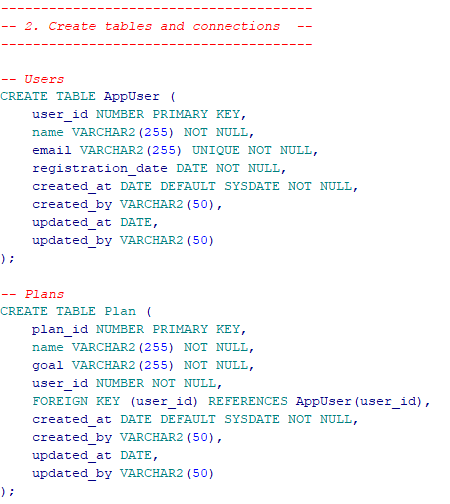 ---------------------------------------
-- 2. Create tables and connections  --
---------------------------------------
-- Users
CREATE TABLE AppUser (
    user_id NUMBER PRIMARY KEY,
    name VARCHAR2(255) NOT NULL,
    email VARCHAR2(255) UNIQUE NOT NULL,
    registration_date DATE NOT NULL,
    created_at DATE DEFAULT SYSDATE NOT NULL,
    created_by VARCHAR2(50),
    updated_at DATE,
    updated_by VARCHAR2(50)
);
-- Plans
CREATE TABLE Plan (
    plan_id NUMBER PRIMARY KEY,
    name VARCHAR2(255) NOT NULL,
    goal VARCHAR2(255) NOT NULL,
    user_id NUMBER NOT NULL,
    FOREIGN KEY (user_id) REFERENCES AppUser(user_id),
    created_at DATE DEFAULT SYSDATE NOT NULL,
    created_by VARCHAR2(50),
    updated_at DATE,
    updated_by VARCHAR2(50)
);